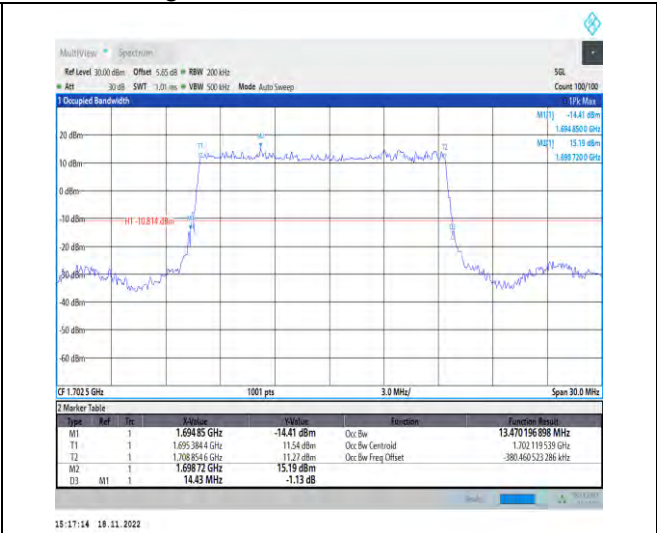 MultiView Spectrum
Ref Level 30.00 dBm Offset 5.85 dB RBW 200 kHz SGL
Att 30 dB SWT 1.01 ms VBW 500 kHz Mode Auto Sweep Count 100/100
1 Occupied Bandwidth 1Pk Max
M1[1] -14.41 dBm
1.694 850 0 GHz
20 dBm
M2[1] 15.19 dBm
1.698 720 0 GHz
T1
M2
T2
10 dBm
0 dBm
-10 dBm
H1 -10.814 dBm
M1
D3
-20 dBm
-30 dBm
-40 dBm
-50 dBm
-60 dBm
CF 1.702 5 GHz 1001 pts 3.0 MHz/ Span 30.0 MHz
2 Marker Table
Type Ref Trc X-Value Y-Value Function Function Result
M1 1 1.694 85 GHz -14.41 dBm Occ Bw 13.470 196 898 MHz
T1 1 1.695 384 4 GHz 11.54 dBm Occ Bw Centroid 1.702 119 539 GHz
T2 1 1.708 854 6 GHz 11.27 dBm Occ Bw Freq Offset -380.460 523 286 kHz
M2 1 1.698 72 GHz 15.19 dBm
D3 M1 1 14.43 MHz -1.13 dB
Ready
15:17:14 18.11.2022